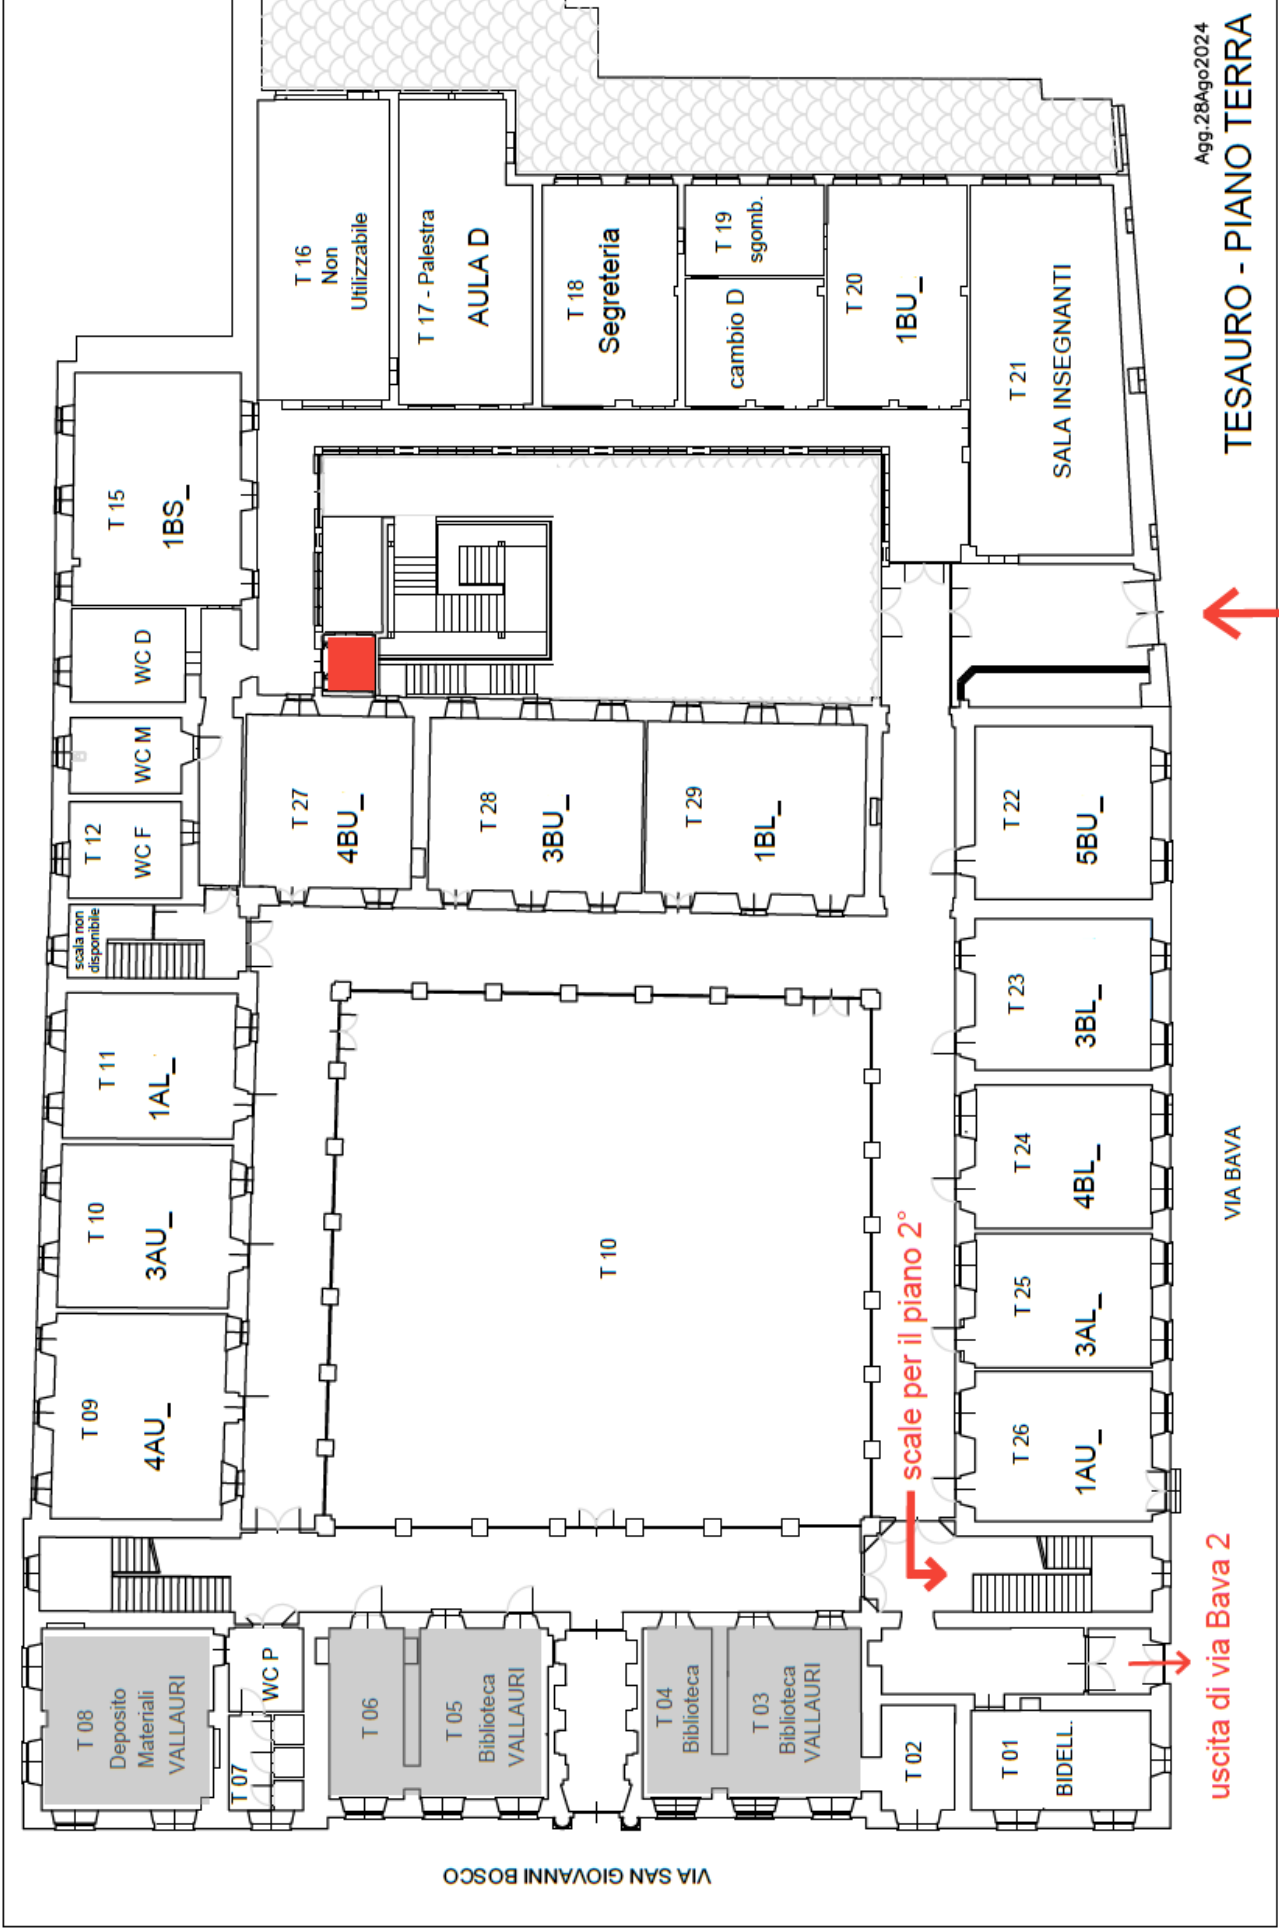 Agg.28Ago2024
TESAURO - PIANO TERRA
T 16
Non
Utilizzabile
T 17 - Palestra
AULA D
T 18
Segreteria
T 19
sgomb.
cambio D
T 20
1BU_
T 21
SALA INSEGNANTI
T 15
1BS_
WC D
WC M
T 12
WC F
scala non
disponibile
T 27
4BU_
T 28
3BU_
T 29
1BL_
T 22
5BU_
T 11
1AL_
T 23
3BL_
T 10
3AU_
T 24
4BL_
T 10
T 25
3AL_
T 09
4AU_
T 26
1AU_
scale per il piano 2°
VIA BAVA
T 08
Deposito
Materiali
VALLAURI
WC P
T 07
T 06
T 05
Biblioteca
VALLAURI
T 04
Biblioteca
T 03
Biblioteca
VALLAURI
T 02
T 01
BIDELL.
uscita di via Bava 2
VIA SAN GIOVANNI BOSCO